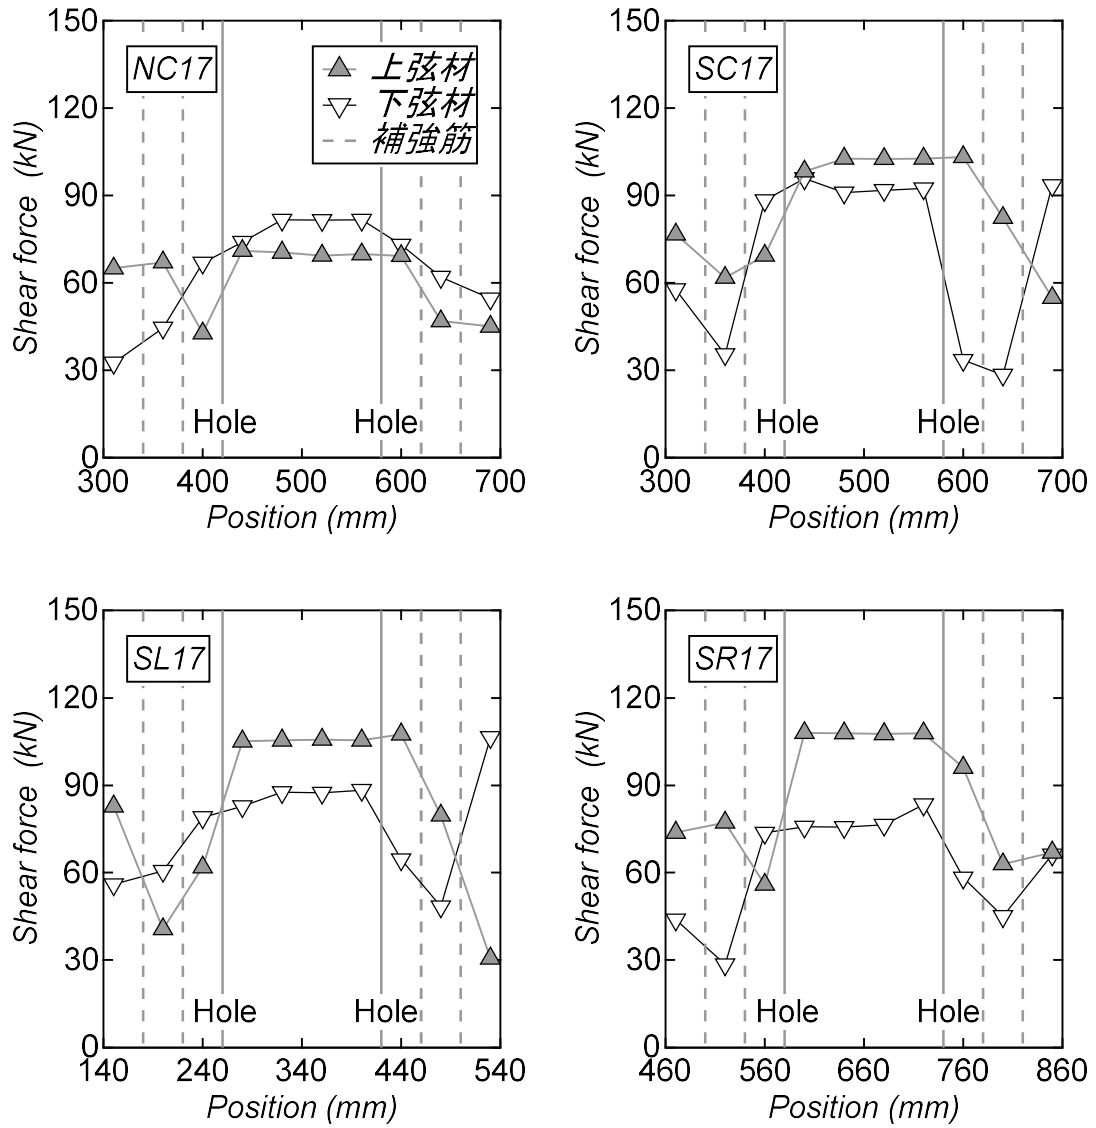 150
120
90
60
30
0
Shear force (kN)
NC17
上弦材
下弦材
補強筋
Hole
Hole
300 400 500 600 700
Position (mm)
150
120
90
60
30
0
Shear force (kN)
SC17
Hole
Hole
300 400 500 600 700
Position (mm)
150
120
90
60
30
0
Shear force (kN)
SL17
Hole
Hole
140 240 340 440 540
Position (mm)
150
120
90
60
30
0
Shear force (kN)
SR17
Hole
Hole
460 560 660 760 860
Position (mm)